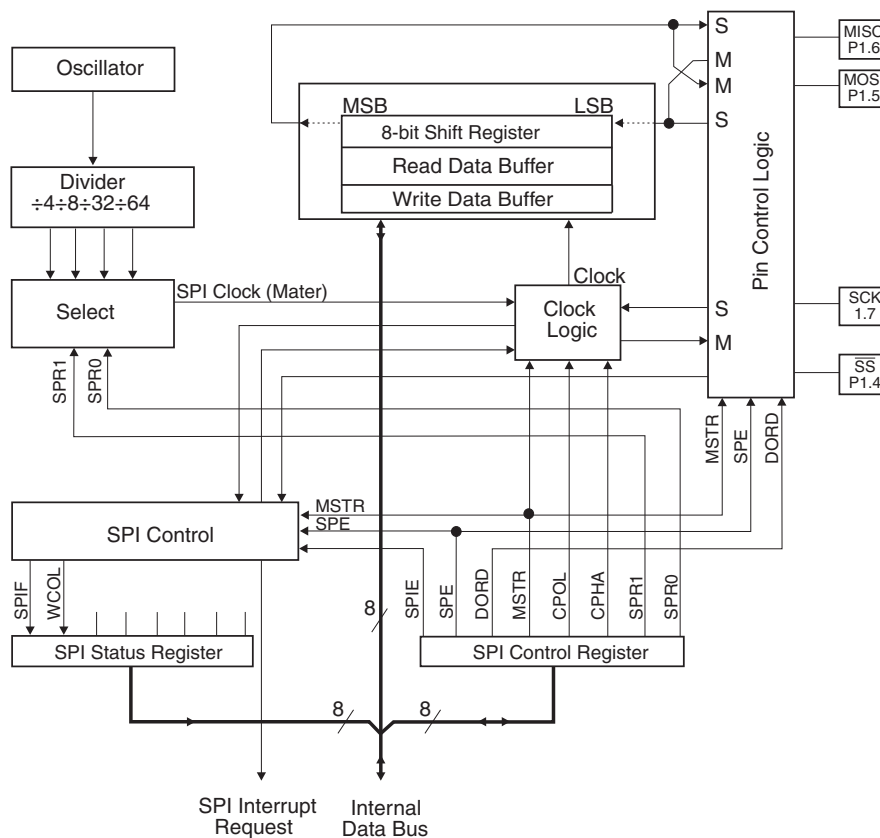 S
MISO
P1.6
M
M
MOSI
P1.5
S
Oscillator
MSB
LSB
8-bit Shift Register
Read Data Buffer
Write Data Buffer
Divider
÷4÷8÷32÷64
Pin Control Logic
SPI Clock (Mater)
Clock
Select
Clock
Logic
S
M
SCK
1.7
SS
P1.4
SPR1
SPR0
MSTR
SPE
DORD
MSTR
SPE
SPI Control
SPIF
WCOL
SPIE
SPE
DORD
MSTR
CPOL
CPHA
SPR1
SPR0
8
SPI Status Register
SPI Control Register
8
8
SPI Interrupt
Request
Internal
Data Bus